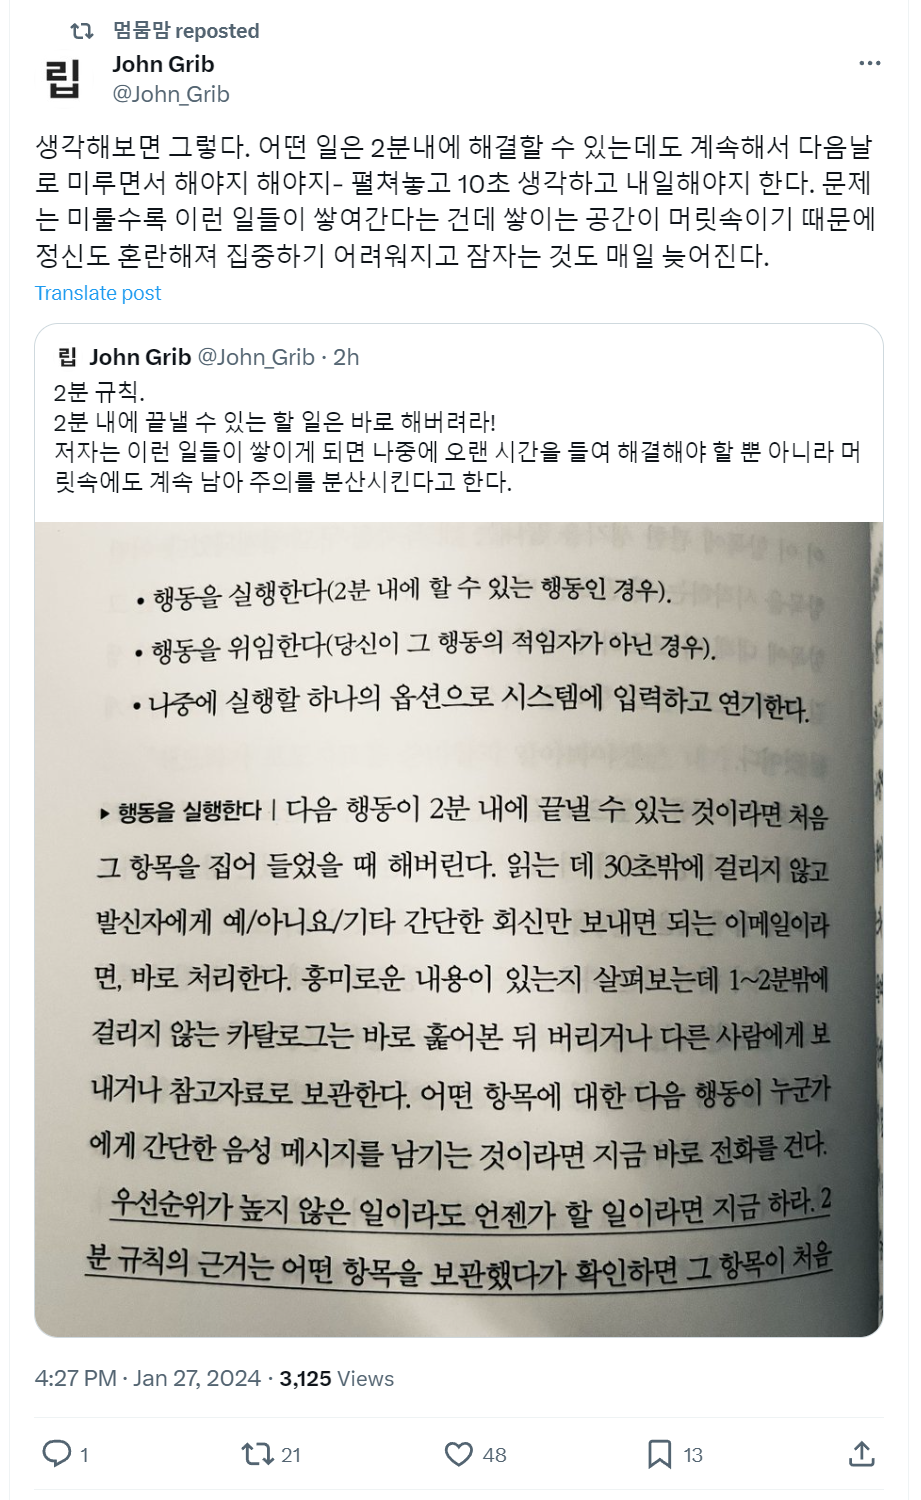 멈뭄맘 reposted
립
John Grib
@John_Grib
생각해보면 그렇다. 어떤 일은 2분내에 해결할 수 있는데도 계속해서 다음날
로 미루면서 해야지 해야지- 펼쳐놓고 10초 생각하고 내일해야지 한다. 문제
는 미룰수록 이런 일들이 쌓여간다는 건데 쌓이는 공간이 머릿속이기 때문에
정신도 혼란해져 집중하기 어려워지고 잠자는 것도 매일 늦어진다.
Translate post
립 John Grib @John_Grib · 2h
2분 규칙.
2분 내에 끝낼 수 있는 할 일은 바로 해버려라!
저자는 이런 일들이 쌓이게 되면 나중에 오랜 시간을 들여 해결해야 할 뿐 아니라 머
릿속에도 계속 남아 주의를 분산시킨다고 한다.
• 행동을 실행한다(2분 내에 할 수 있는 행동인 경우).
• 행동을 위임한다(당신이 그 행동의 적임자가 아닌 경우).
• 나중에 실행할 하나의 옵션으로 시스템에 입력하고 연기한다.
▸ 행동을 실행한다 | 다음 행동이 2분 내에 끝낼 수 있는 것이라면 처음
그 항목을 집어 들었을 때 해버린다. 읽는 데 30초밖에 걸리지 않고
발신자에게 예/아니요/기타 간단한 회신만 보내면 되는 이메일이라
면, 바로 처리한다. 흥미로운 내용이 있는지 살펴보는데 1~2분밖에
걸리지 않는 카탈로그는 바로 훑어본 뒤 버리거나 다른 사람에게 보
내거나 참고자료로 보관한다. 어떤 항목에 대한 다음 행동이 누군가
에게 간단한 음성 메시지를 남기는 것이라면 지금 바로 전화를 건다.
우선순위가 높지 않은 일이라도 언젠가 할 일이라면 지금 하라. 2
분 규칙의 근거는 어떤 항목을 보관했다가 확인하면 그 항목이 처음
4:27 PM · Jan 27, 2024 · 3,125 Views
1
21
48
13